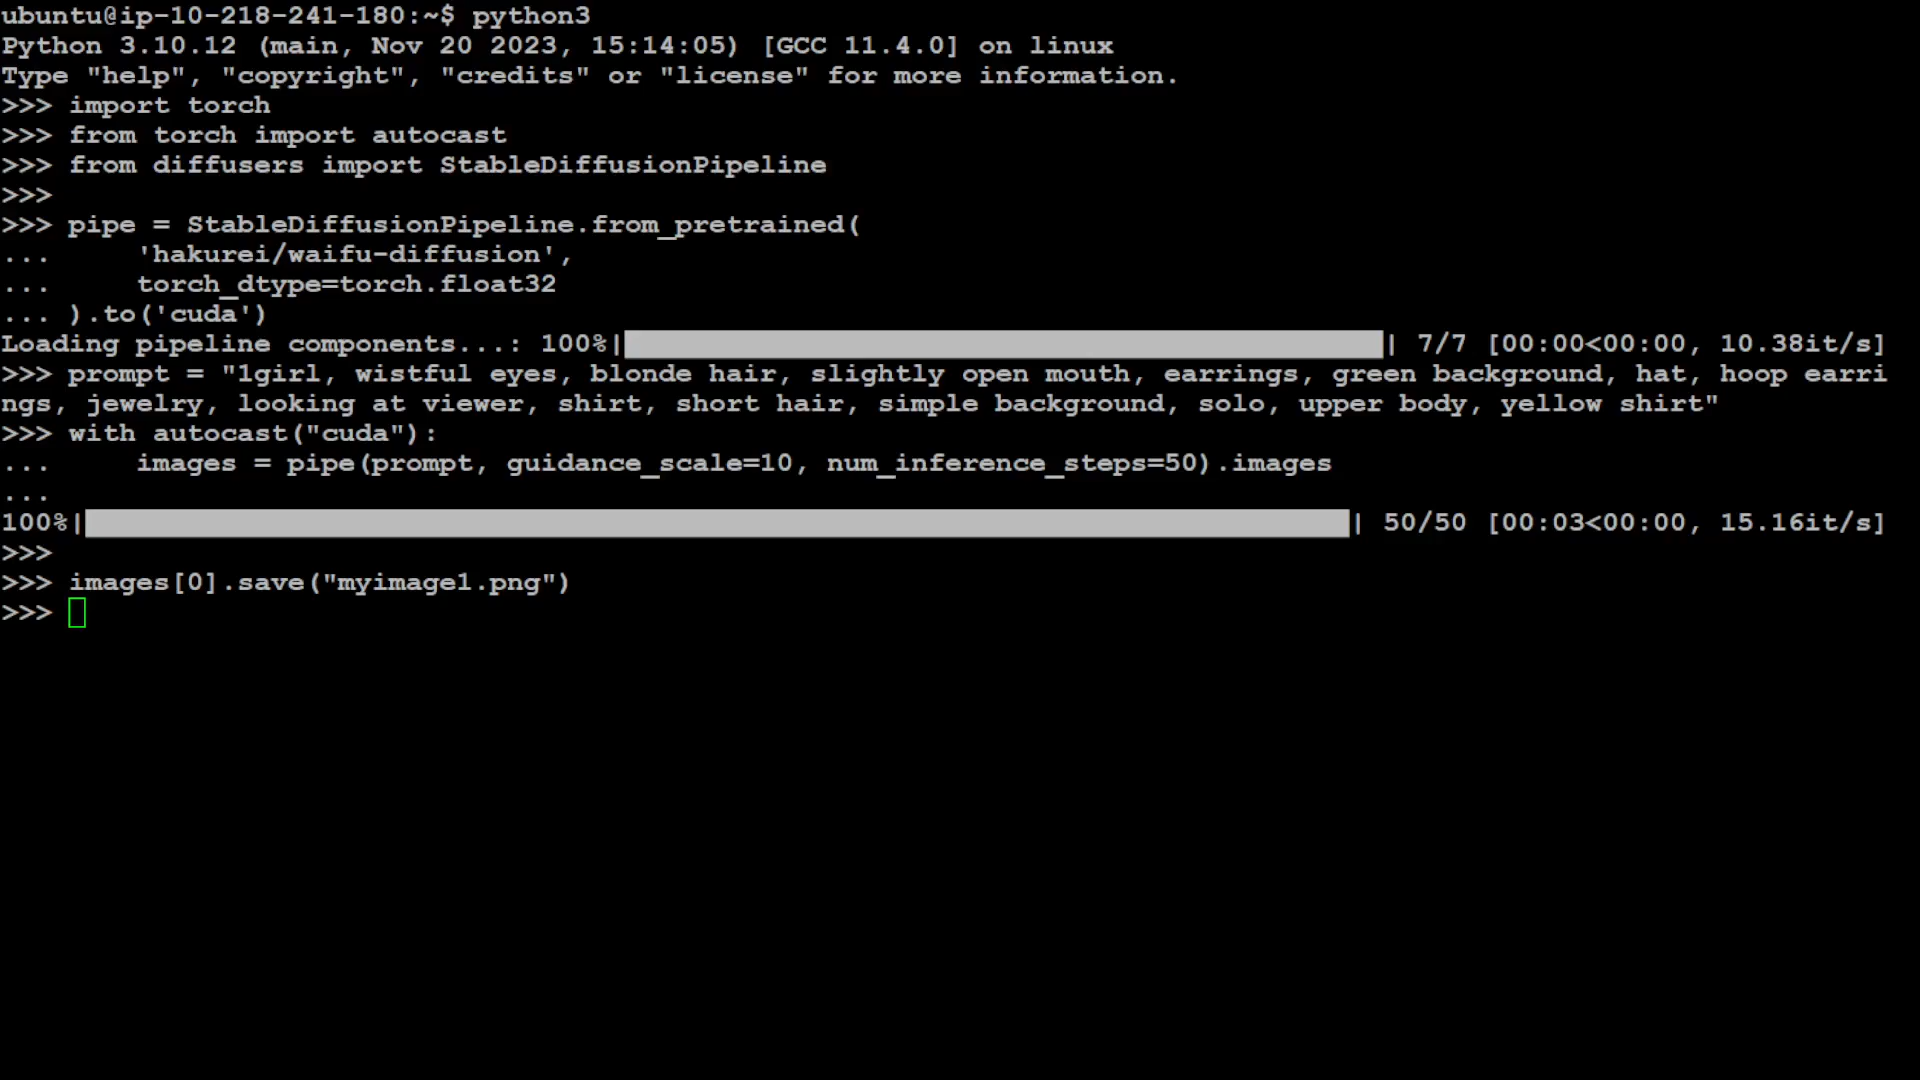 ubuntu@ip-10-218-241-180:~$ python3
Python 3.10.12 (main, Nov 20 2023, 15:14:05) [GCC 11.4.0] on linux
Type "help", "copyright", "credits" or "license" for more information.
>>> import torch
>>> from torch import autocast
>>> from diffusers import StableDiffusionPipeline
>>>
>>> pipe = StableDiffusionPipeline.from_pretrained(
...     'hakurei/waifu-diffusion',
...     torch_dtype=torch.float32
... ).to('cuda')
Loading pipeline components...: 100%|█████████████████████████████████████████████| 7/7 [00:00<00:00, 10.38it/s]
>>> prompt = "1girl, wistful eyes, blonde hair, slightly open mouth, earrings, green background, hat, hoop earri
ngs, jewelry, looking at viewer, shirt, short hair, simple background, solo, upper body, yellow shirt"
>>> with autocast("cuda"):
...     images = pipe(prompt, guidance_scale=10, num_inference_steps=50).images
...
100%|███████████████████████████████████████████████████████████████████████████| 50/50 [00:03<00:00, 15.16it/s]
>>>
>>> images[0].save("myimage1.png")
>>>